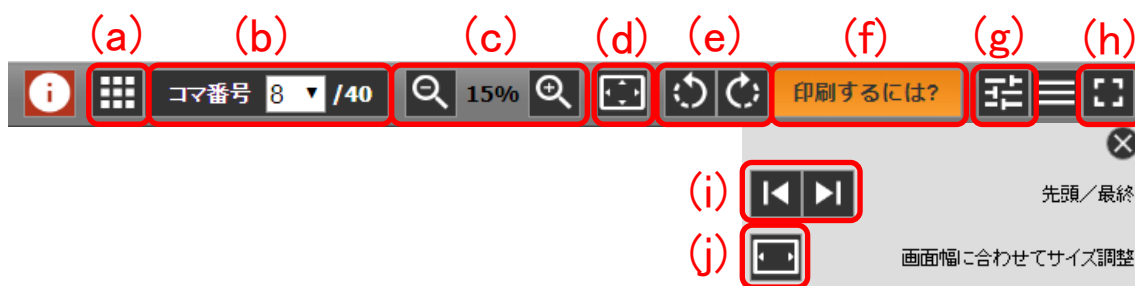 (a) (b) (c) (d) (e) (f) (g) (h)
i コマ番号 8 /40 15% 印刷するには?
(i) 先頭／最終
(j) 画面幅に合わせてサイズ調整